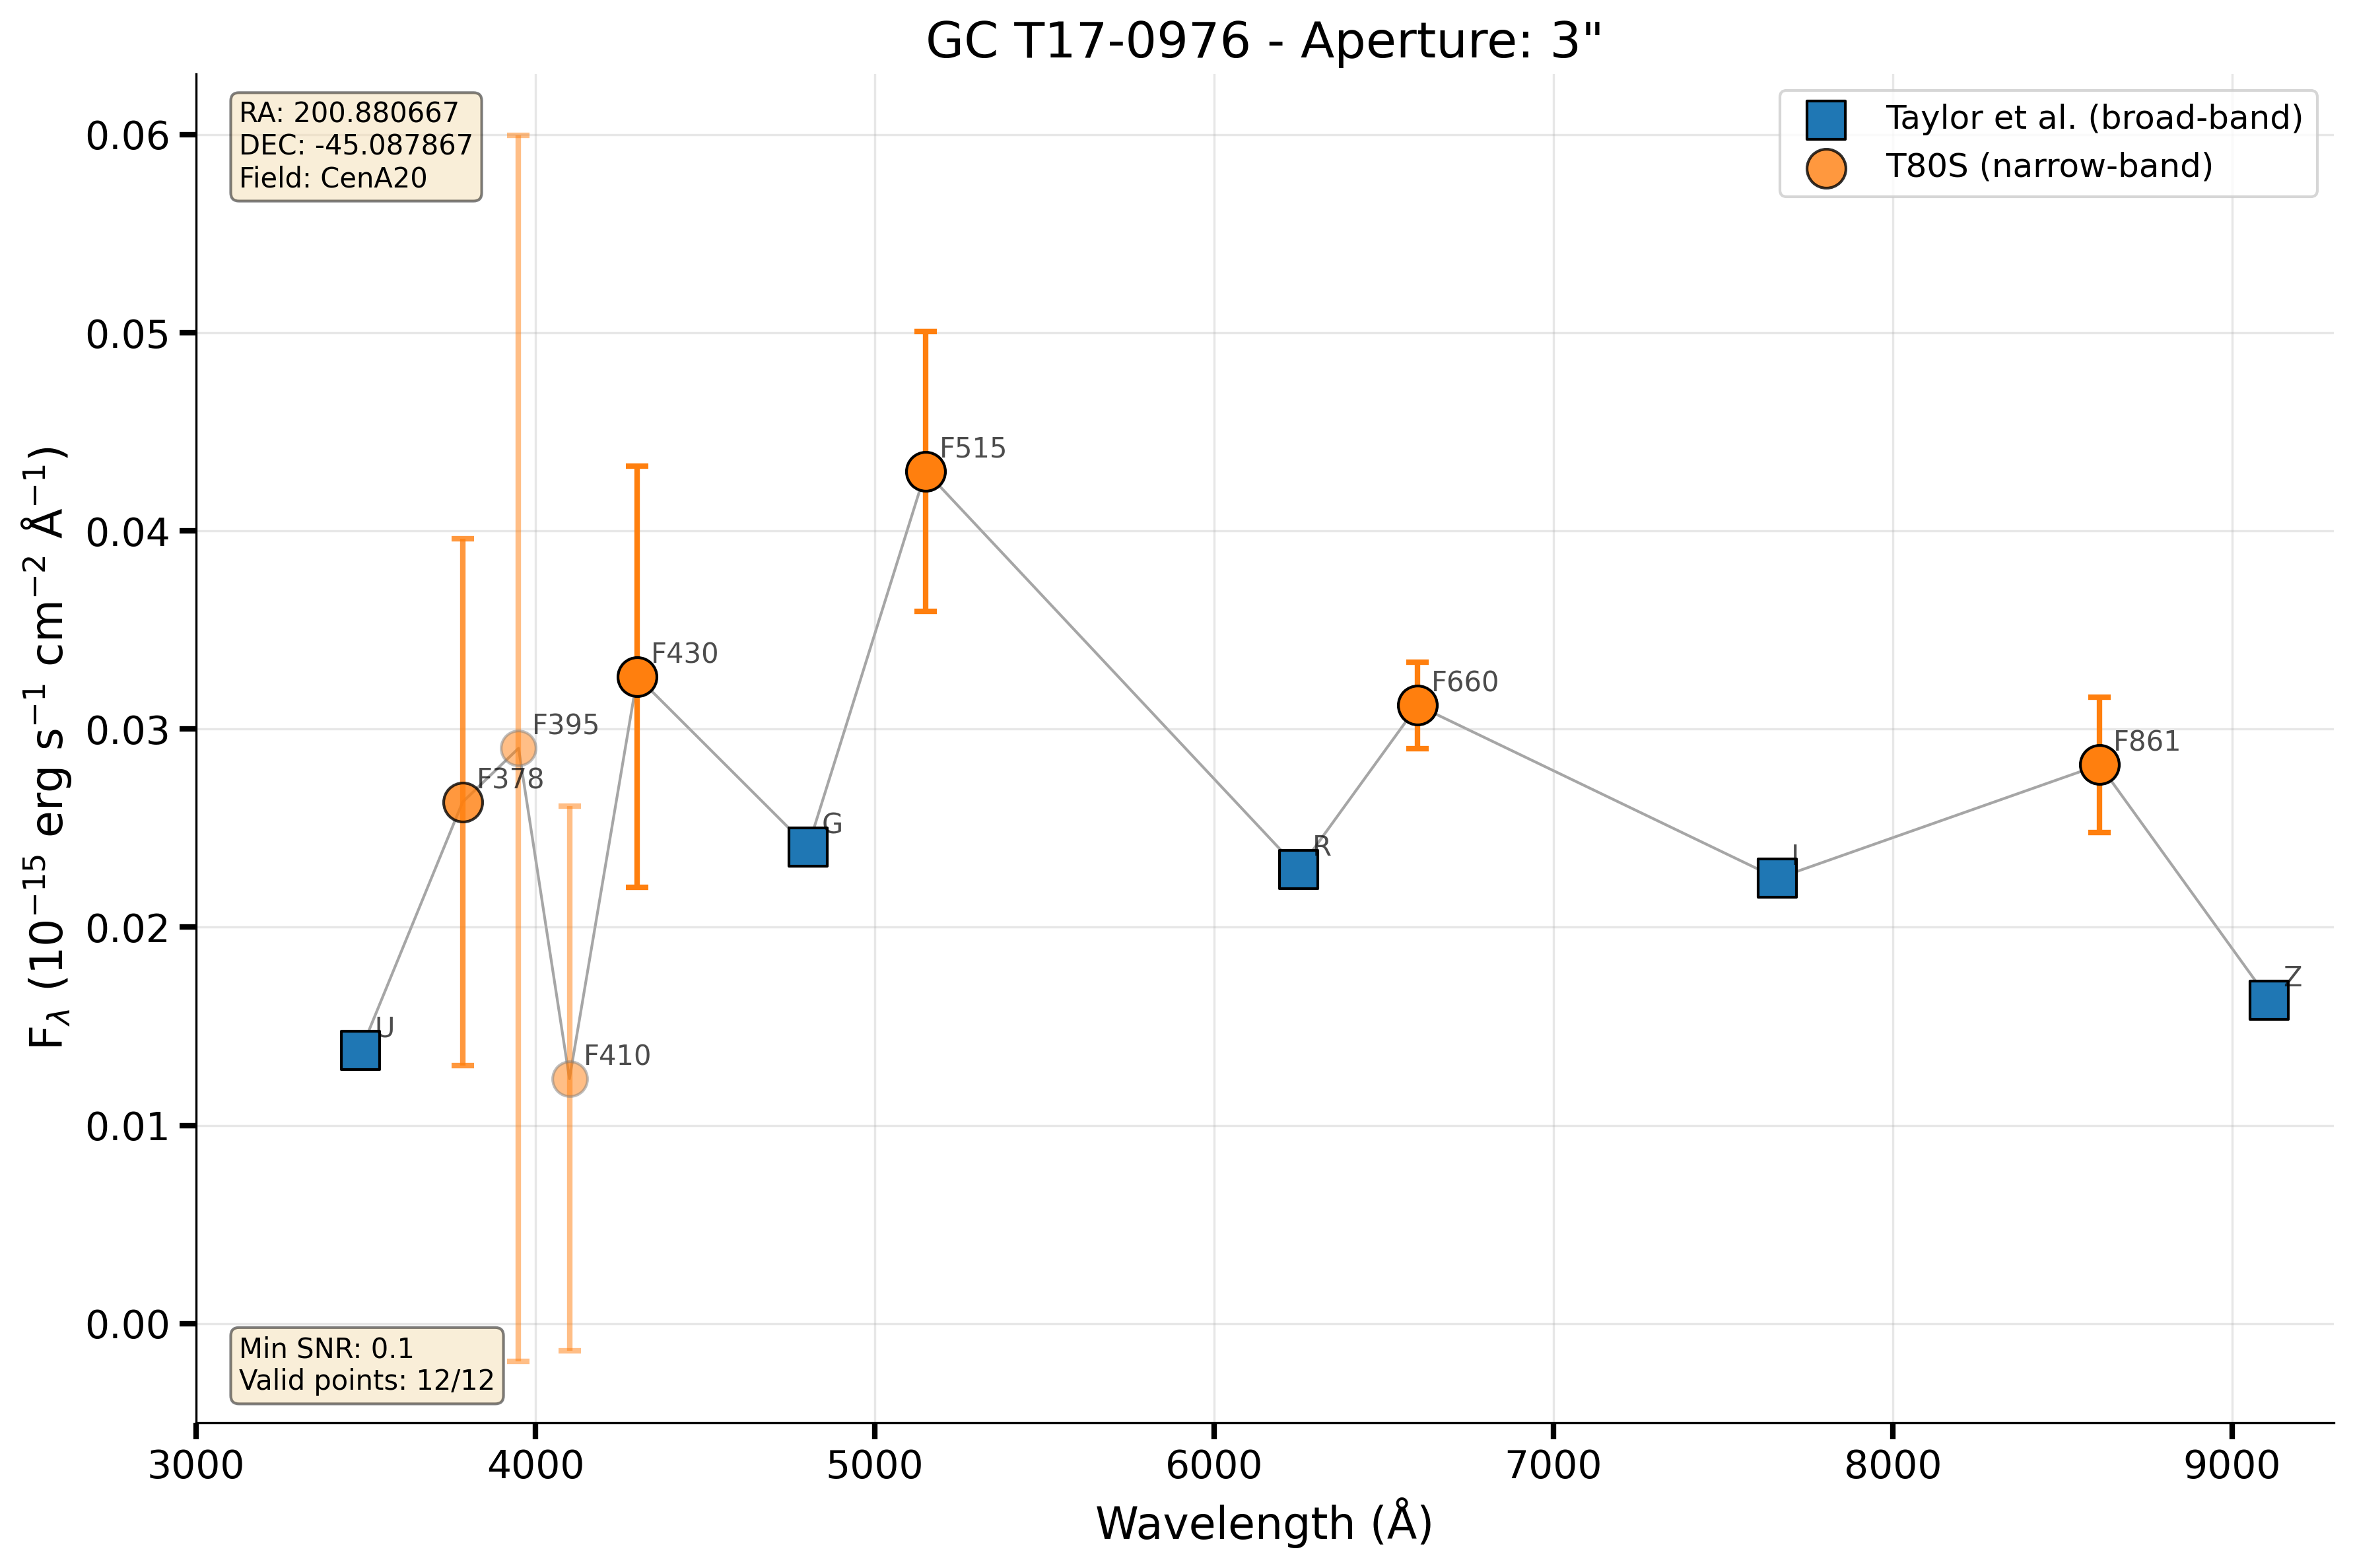 GC T17-0976 - Aperture: 3"
RA: 200.880667
DEC: -45.087867
Field: CenA20
Taylor et al. (broad-band)
T80S (narrow-band)
0.06
0.05
0.04
0.03
0.02
0.01
0.00
F_λ (10⁻¹⁵ erg s⁻¹ cm⁻² Å⁻¹)
F515
F430
F660
F395
F861
F378
G
R
I
Z
U
F410
Min SNR: 0.1
Valid points: 12/12
3000 4000 5000 6000 7000 8000 9000
Wavelength (Å)